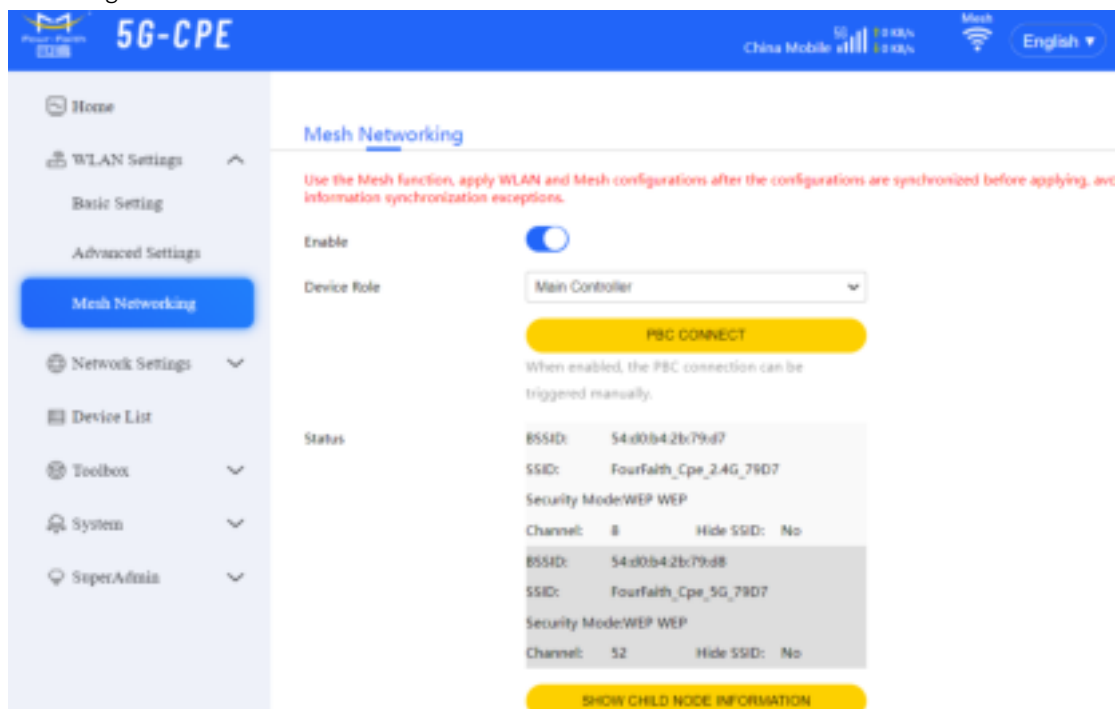 Four-Faith
5G-CPE
China Mobile
5G
Mesh
English ▾
Home
WLAN Settings
Basic Setting
Advanced Settings
Mesh Networking
Network Settings
Device List
Toolbox
System
SuperAdmin
Mesh Networking
Use the Mesh function, apply WLAN and Mesh configurations after the configurations are synchronized before applying, avo
information synchronization exceptions.
Enable
Device Role
Main Controller
PBC CONNECT
When enabled, the PBC connection can be
triggered manually.
Status
BSSID: 54:d0:b4:2b:79:d7
SSID: FourFaith_Cpe_2.4G_79D7
Security Mode:WEP WEP
Channel: 8 Hide SSID: No
BSSID: 54:d0:b4:2b:79:d8
SSID: FourFaith_Cpe_5G_79D7
Security Mode:WEP WEP
Channel: 52 Hide SSID: No
SHOW CHILD NODE INFORMATION